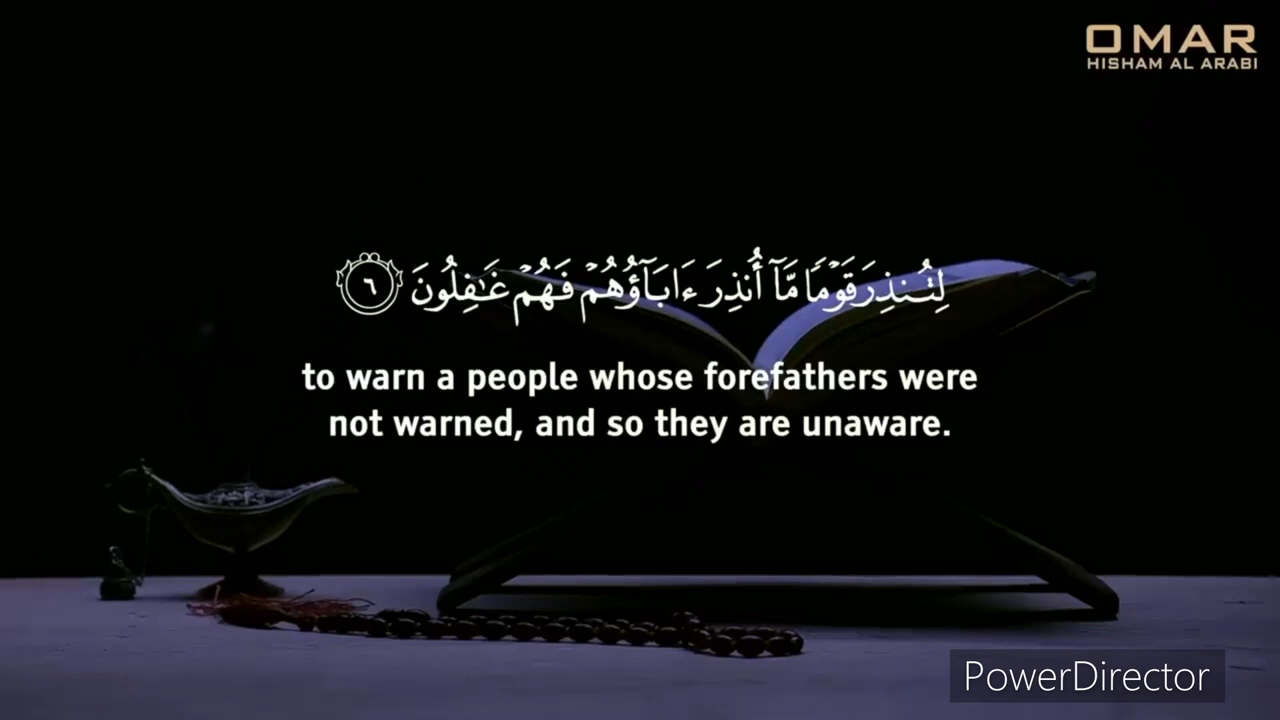 OMAR
HISHAM AL ARABI
لِتُنذِرَ قَوْمًا مَّآ أُنذِرَ ءَابَآؤُهُمْ فَهُمْ غَـٰفِلُونَ ٦
to warn a people whose forefathers were
not warned, and so they are unaware.
PowerDirector